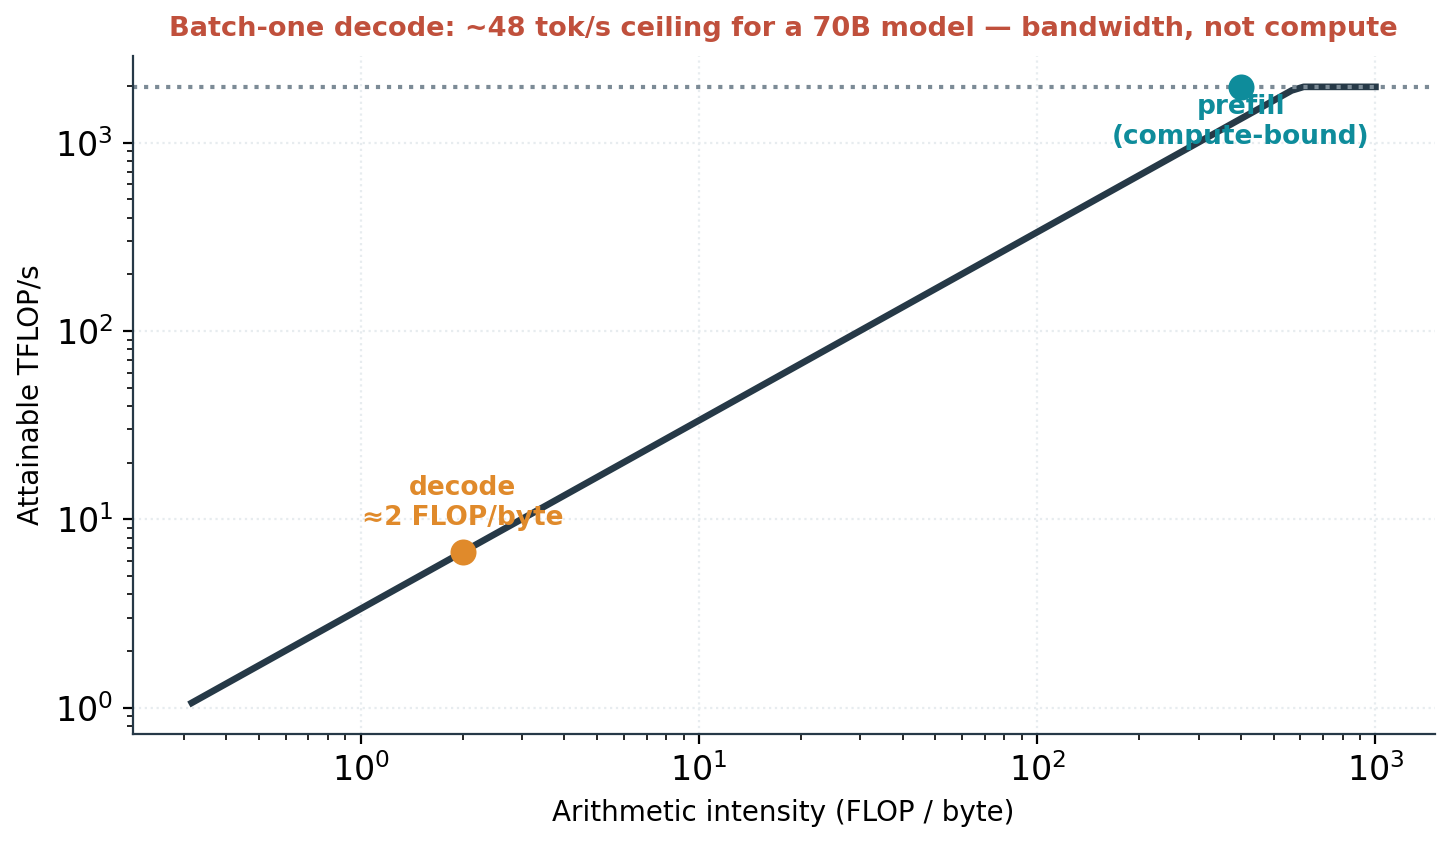 Batch-one decode: ~48 tok/s ceiling for a 70B model — bandwidth, not compute
prefill
(compute-bound)
decode
≈2 FLOP/byte
Attainable TFLOP/s
10³
10²
10¹
10⁰
10⁰ 10¹ 10² 10³
Arithmetic intensity (FLOP / byte)